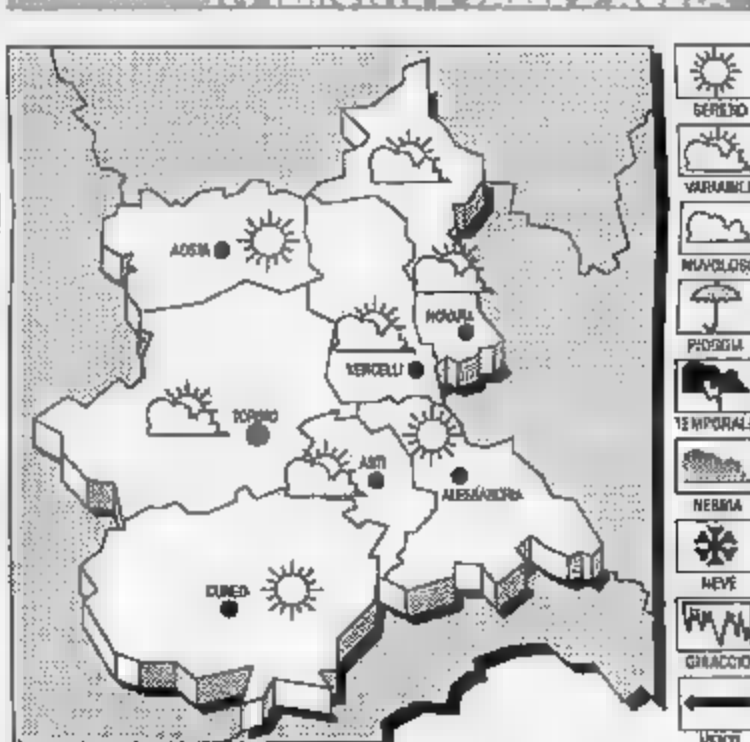 AOSTA
NOVARA
VERCELLI
TORINO
ASTI
ALESSANDRIA
CUNEO
SERENO
VARIABILE
NUVOLOSO
PIOGGIA
TEMPORALE
NEBBIA
NEVE
GHIACCIO